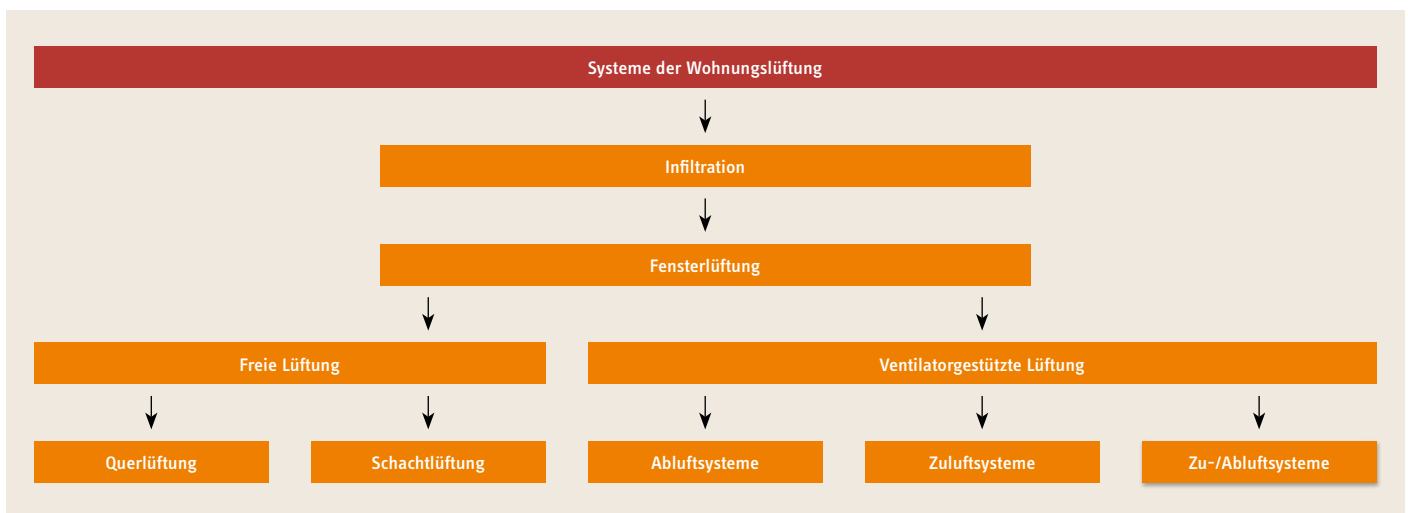 Systeme der Wohnungslüftung
Infiltration
Fensterlüftung
Freie Lüftung
Ventilatorgestützte Lüftung
Querlüftung
Schachtlüftung
Abluftsysteme
Zuluftsysteme
Zu-/Abluftsysteme